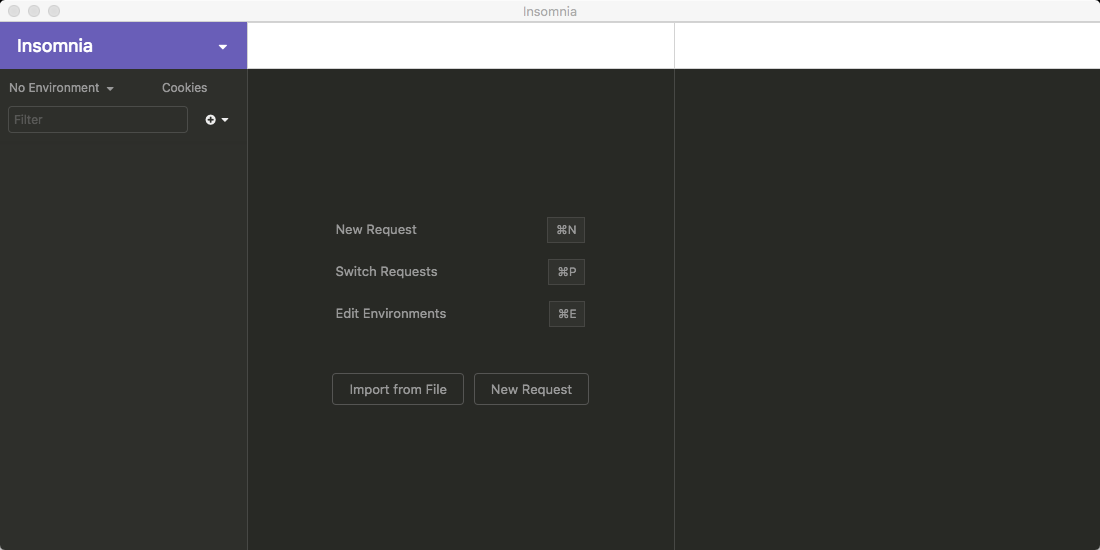 Insomnia
Insomnia
No Environment
Cookies
Filter
New Request ⌘N
Switch Requests ⌘P
Edit Environments ⌘E
Import from File
New Request